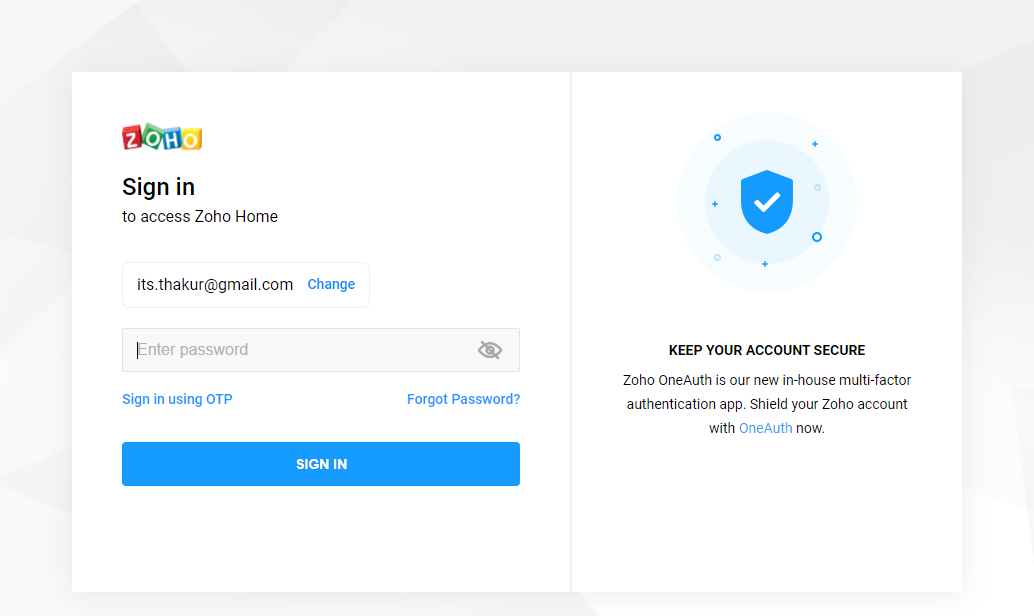 ZOHO
Sign in
to access Zoho Home
its.thakur@gmail.com Change
Enter password
Sign in using OTP Forgot Password?
SIGN IN
KEEP YOUR ACCOUNT SECURE
Zoho OneAuth is our new in-house multi-factor
authentication app. Shield your Zoho account
with OneAuth now.